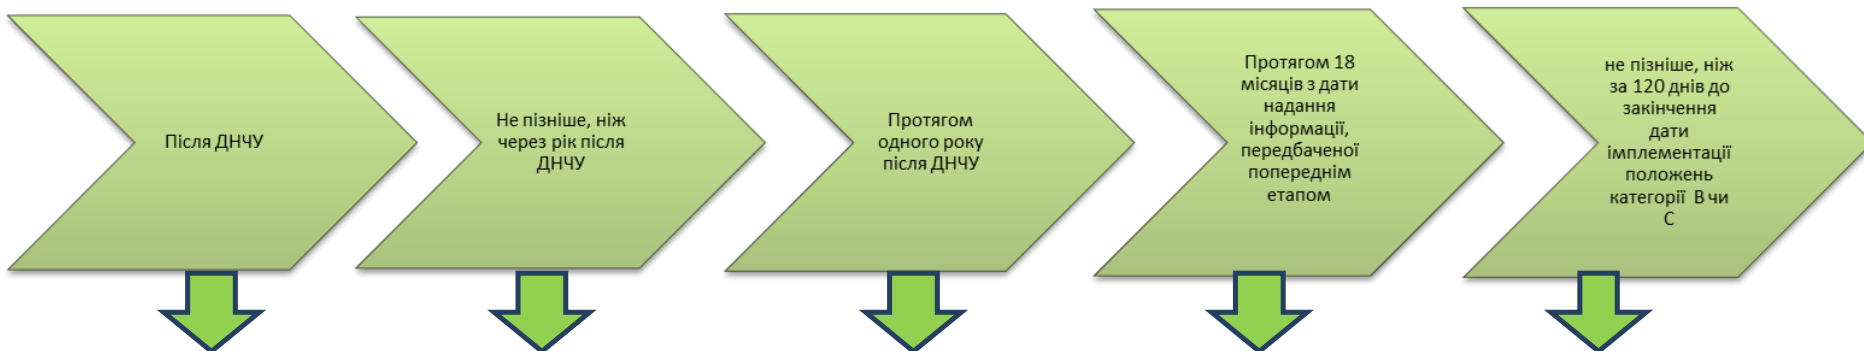 Після ДНЧУ
Не пізніше, ніж
через рік після
ДНЧУ
Протягом
одного року
після ДНЧУ
Протягом 18
місяців з дати
надання
інформації,
передбаченої
попереднім
етапом
не пізніше, ніж
за 120 днів до
закінчення
дати
імплементації
положень
категорії В чи
С